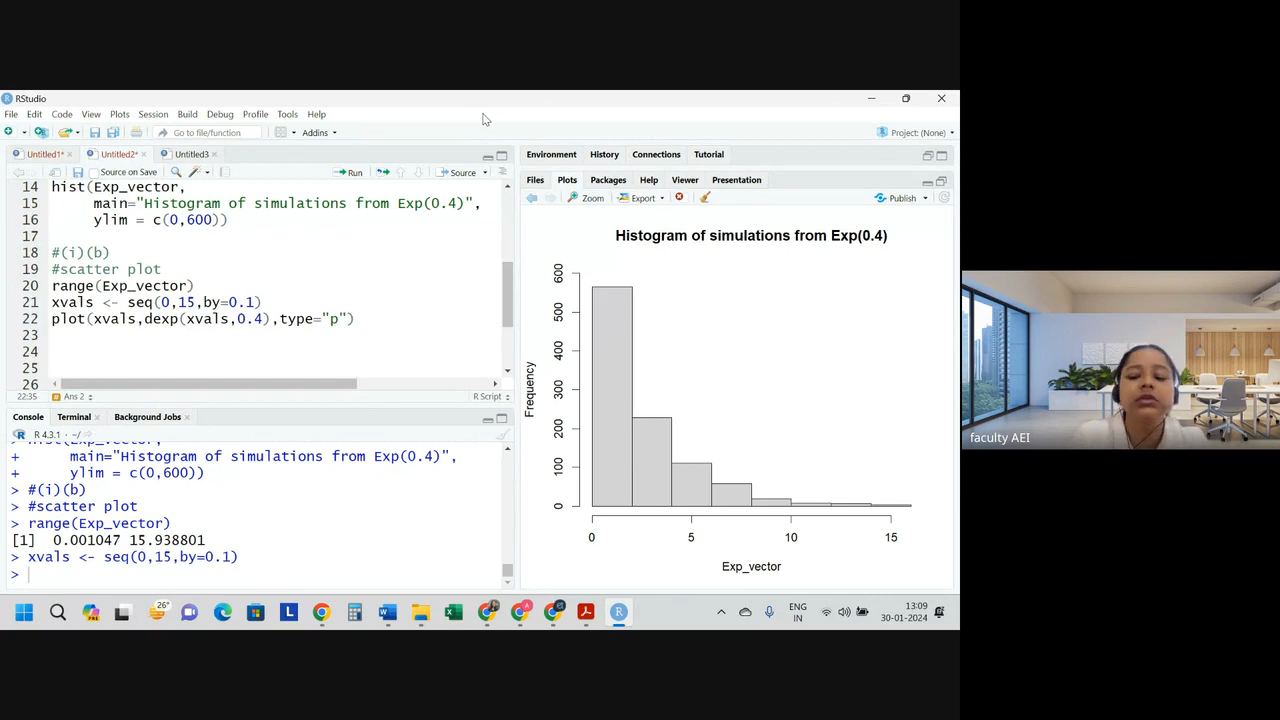 RStudio
File Edit Code View Plots Session Build Debug Profile Tools Help
Go to file/function Addins Project: (None)
Untitled1* Untitled2* Untitled3
Source on Save Run Source
14 hist(Exp_vector,
15 main="Histogram of simulations from Exp(0.4)",
16 ylim = c(0,600))
17
18 #(i)(b)
19 #scatter plot
20 range(Exp_vector)
21 xvals <- seq(0,15,by=0.1)
22 plot(xvals,dexp(xvals,0.4),type="p")
23
24
25
26
22:35 Ans 2 R Script
Console Terminal Background Jobs
R 4.3.1 · ~/
+ main="Histogram of simulations from Exp(0.4)",
+ ylim = c(0,600))
> #(i)(b)
> #scatter plot
> range(Exp_vector)
[1] 0.001047 15.938801
> xvals <- seq(0,15,by=0.1)
>
Environment History Connections Tutorial
Files Plots Packages Help Viewer Presentation
Zoom Export Publish
Histogram of simulations from Exp(0.4)
Frequency
600
500
400
300
200
100
0
0 5 10 15
Exp_vector
faculty AEI
26°
ENG
IN
13:09
30-01-2024